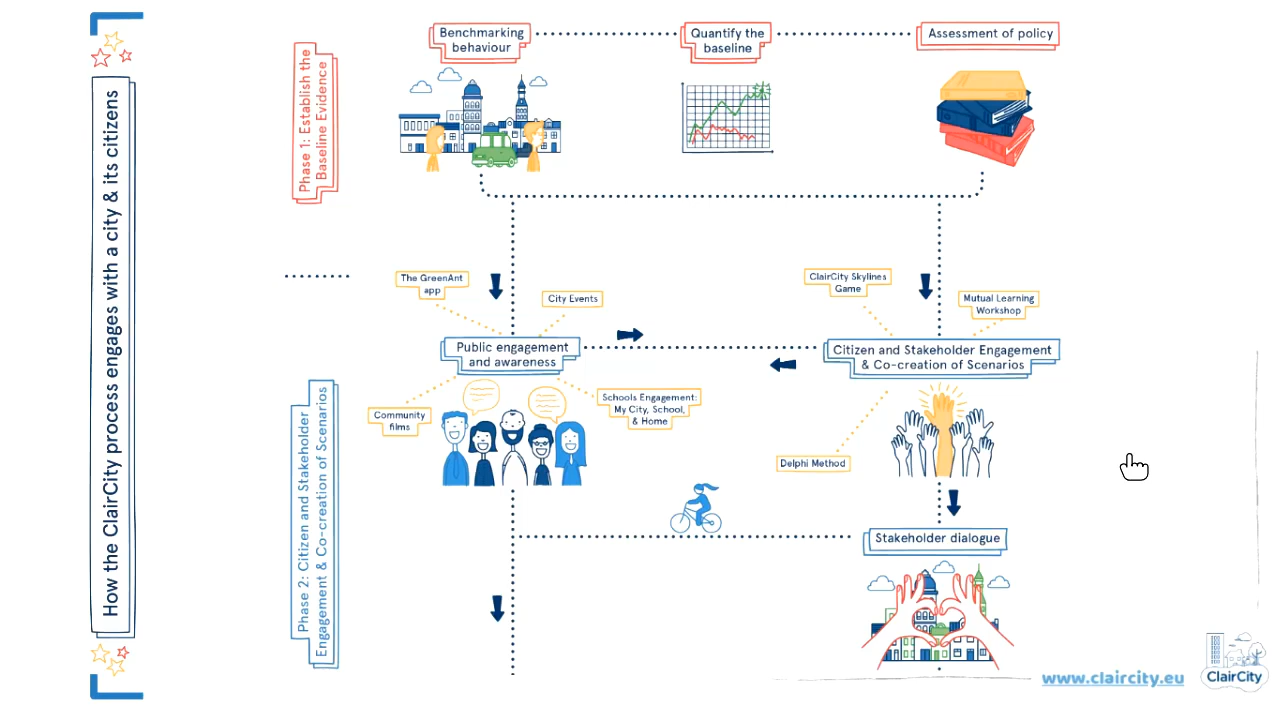 How the ClairCity process engages with a city & its citizens
Phase 1: Establish the
Baseline Evidence
Benchmarking
behaviour
Quantify the
baseline
Assessment of policy
The GreenAnt
app
City Events
ClairCity Skylines
Game
Mutual Learning
Workshop
Public engagement
and awareness
Citizen and Stakeholder Engagement
& Co-creation of Scenarios
Community
films
Schools Engagement:
My City, School,
& Home
Delphi Method
Phase 2: Citizen and Stakeholder
Engagement & Co-creation of Scenarios
Stakeholder dialogue
www.claircity.eu
ClairCity